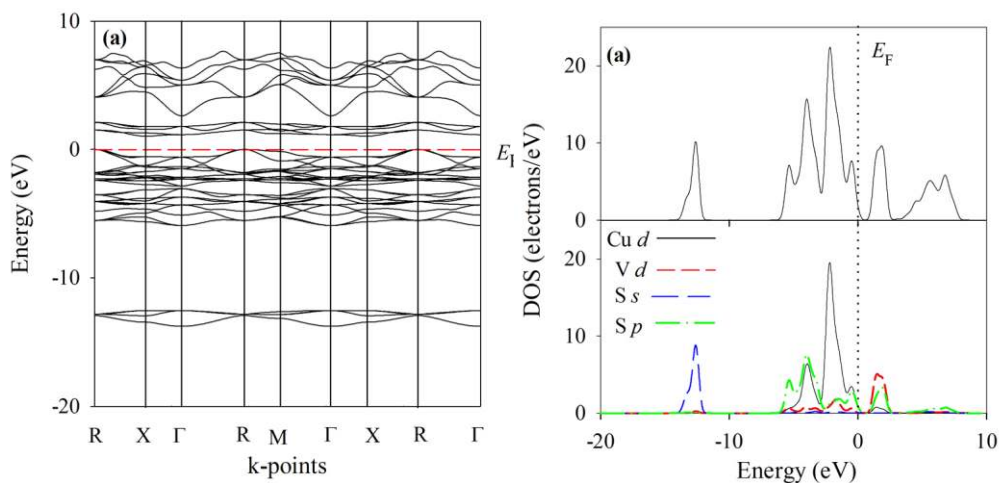 (a)
10
0
-10
-20
Energy (eV)
R X Γ R M Γ X R Γ
k-points
E_I
(a)
E_F
20
10
0
Cu d
V d
S s
S p
20
10
0
DOS (electrons/eV)
-20 -10 0 10
Energy (eV)